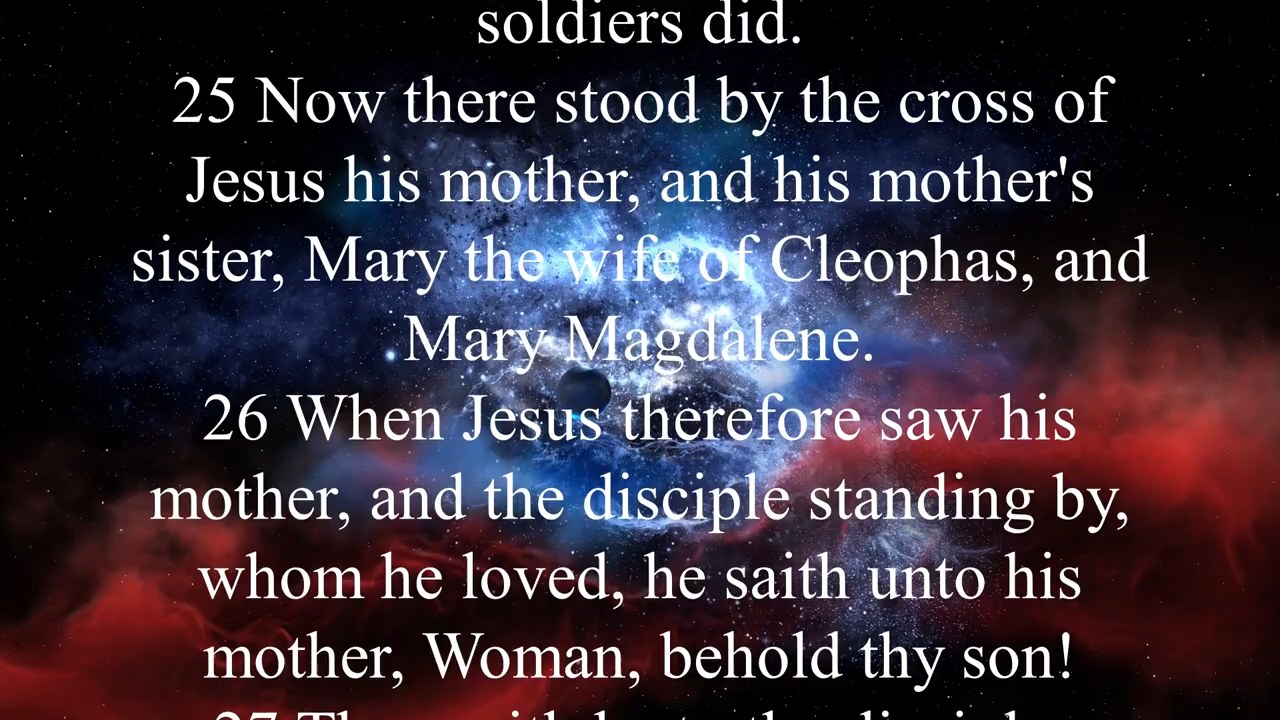 soldiers did.
25 Now there stood by the cross of
Jesus his mother, and his mother's
sister, Mary the wife of Cleophas, and
Mary Magdalene.
26 When Jesus therefore saw his
mother, and the disciple standing by,
whom he loved, he saith unto his
mother, Woman, behold thy son!